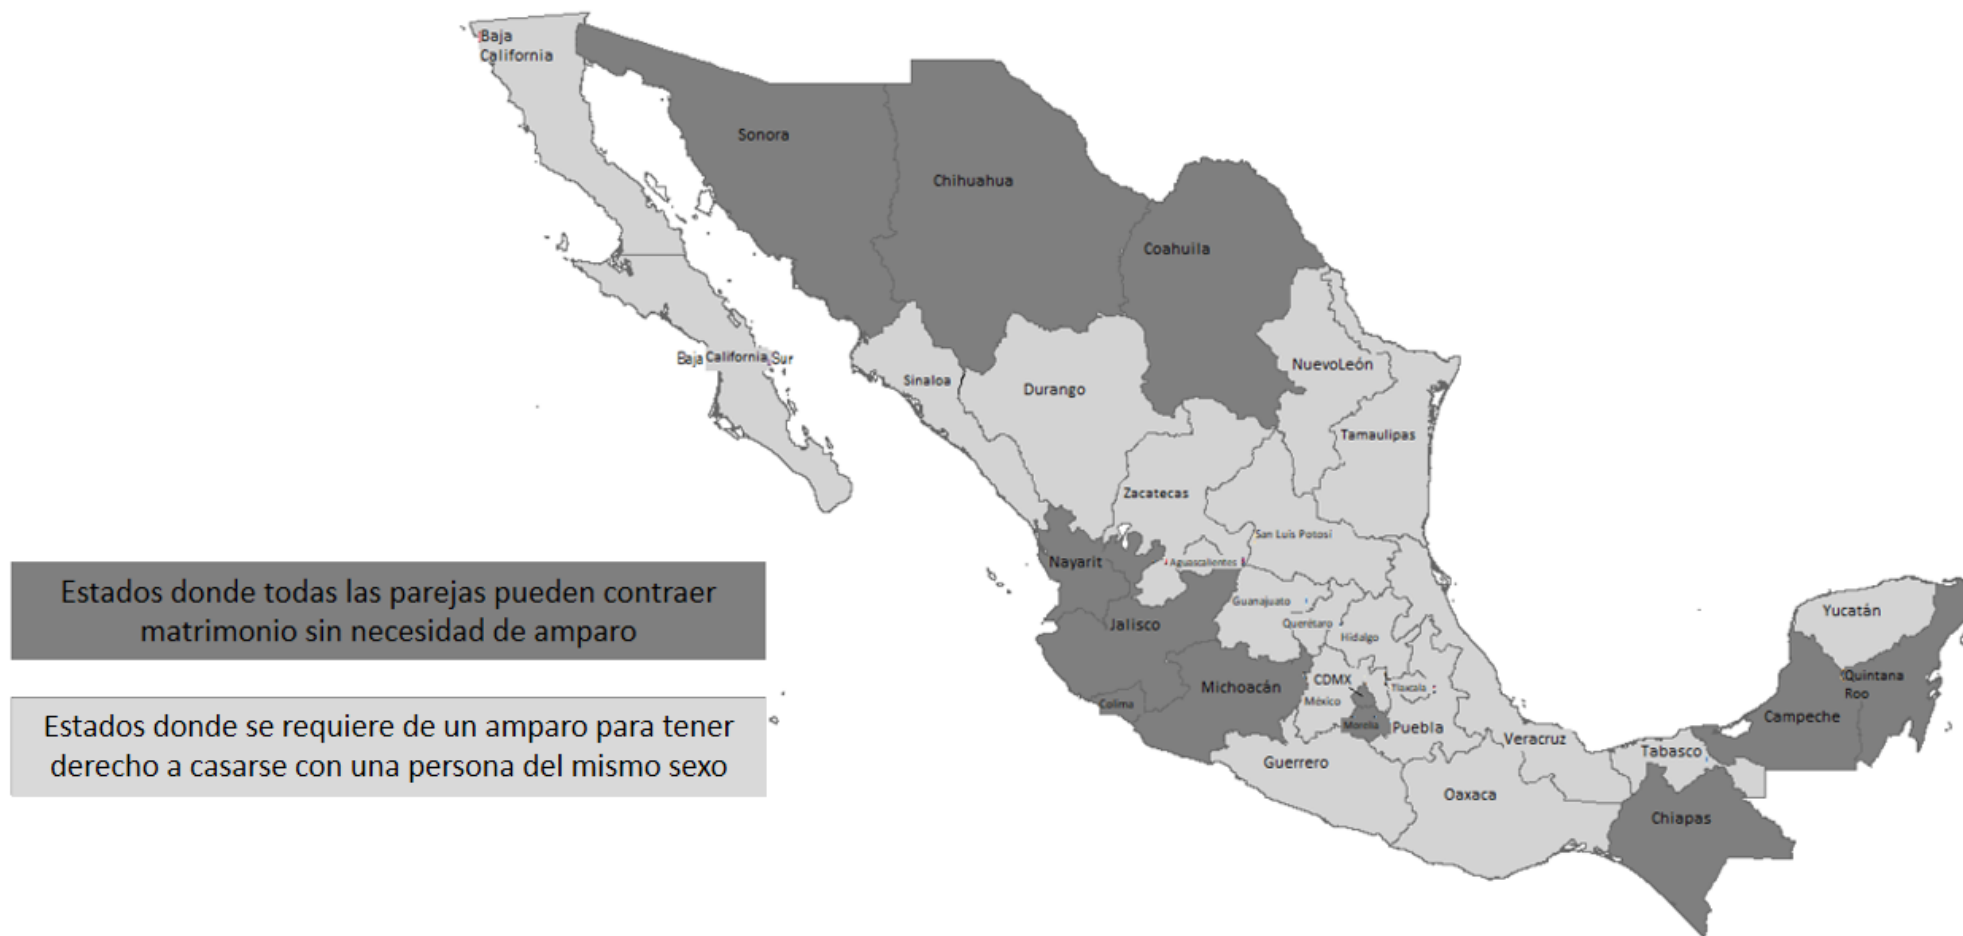 Baja
California
Sonora
Chihuahua
Coahuila
Baja California Sur
Sinaloa
Durango
NuevoLeón
Tamaulipas
Zacatecas
San Luis Potosí
Nayarit
Aguascalientes
Estados donde todas las parejas pueden contraer
matrimonio sin necesidad de amparo
Guanajuato
Jalisco
Querétaro
Hidalgo
Yucatán
Quintana
Roo
Michoacán
CDMX
Tlaxcala
México
Colima
Morelia
Puebla
Campeche
Estados donde se requiere de un amparo para tener
derecho a casarse con una persona del mismo sexo
Veracruz
Tabasco
Guerrero
Oaxaca
Chiapas